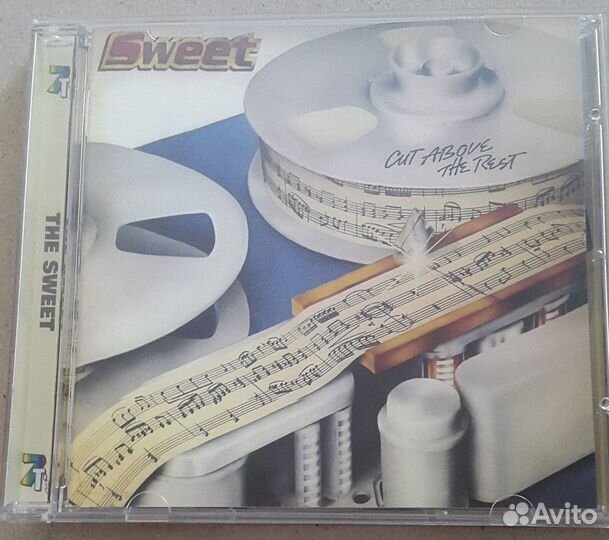 Sweet
CUT ABOVE
THE REST
7T
THE SWEET
7T
Avito